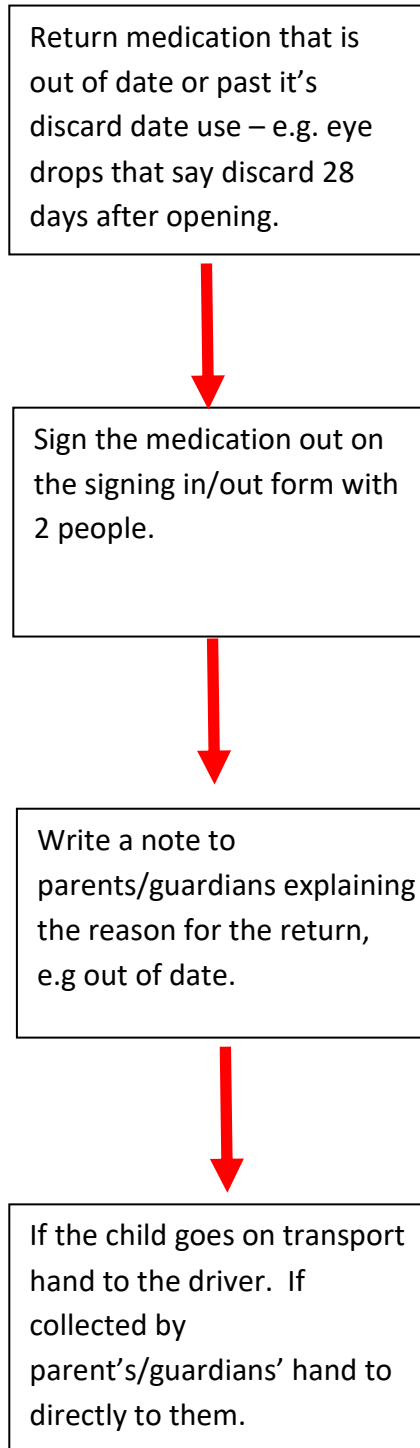 Return medication that is
out of date or past it's
discard date use – e.g. eye
drops that say discard 28
days after opening.
Sign the medication out on
the signing in/out form with
2 people.
Write a note to
parents/guardians explaining
the reason for the return,
e.g out of date.
If the child goes on transport
hand to the driver.  If
collected by
parent's/guardians' hand to
directly to them.